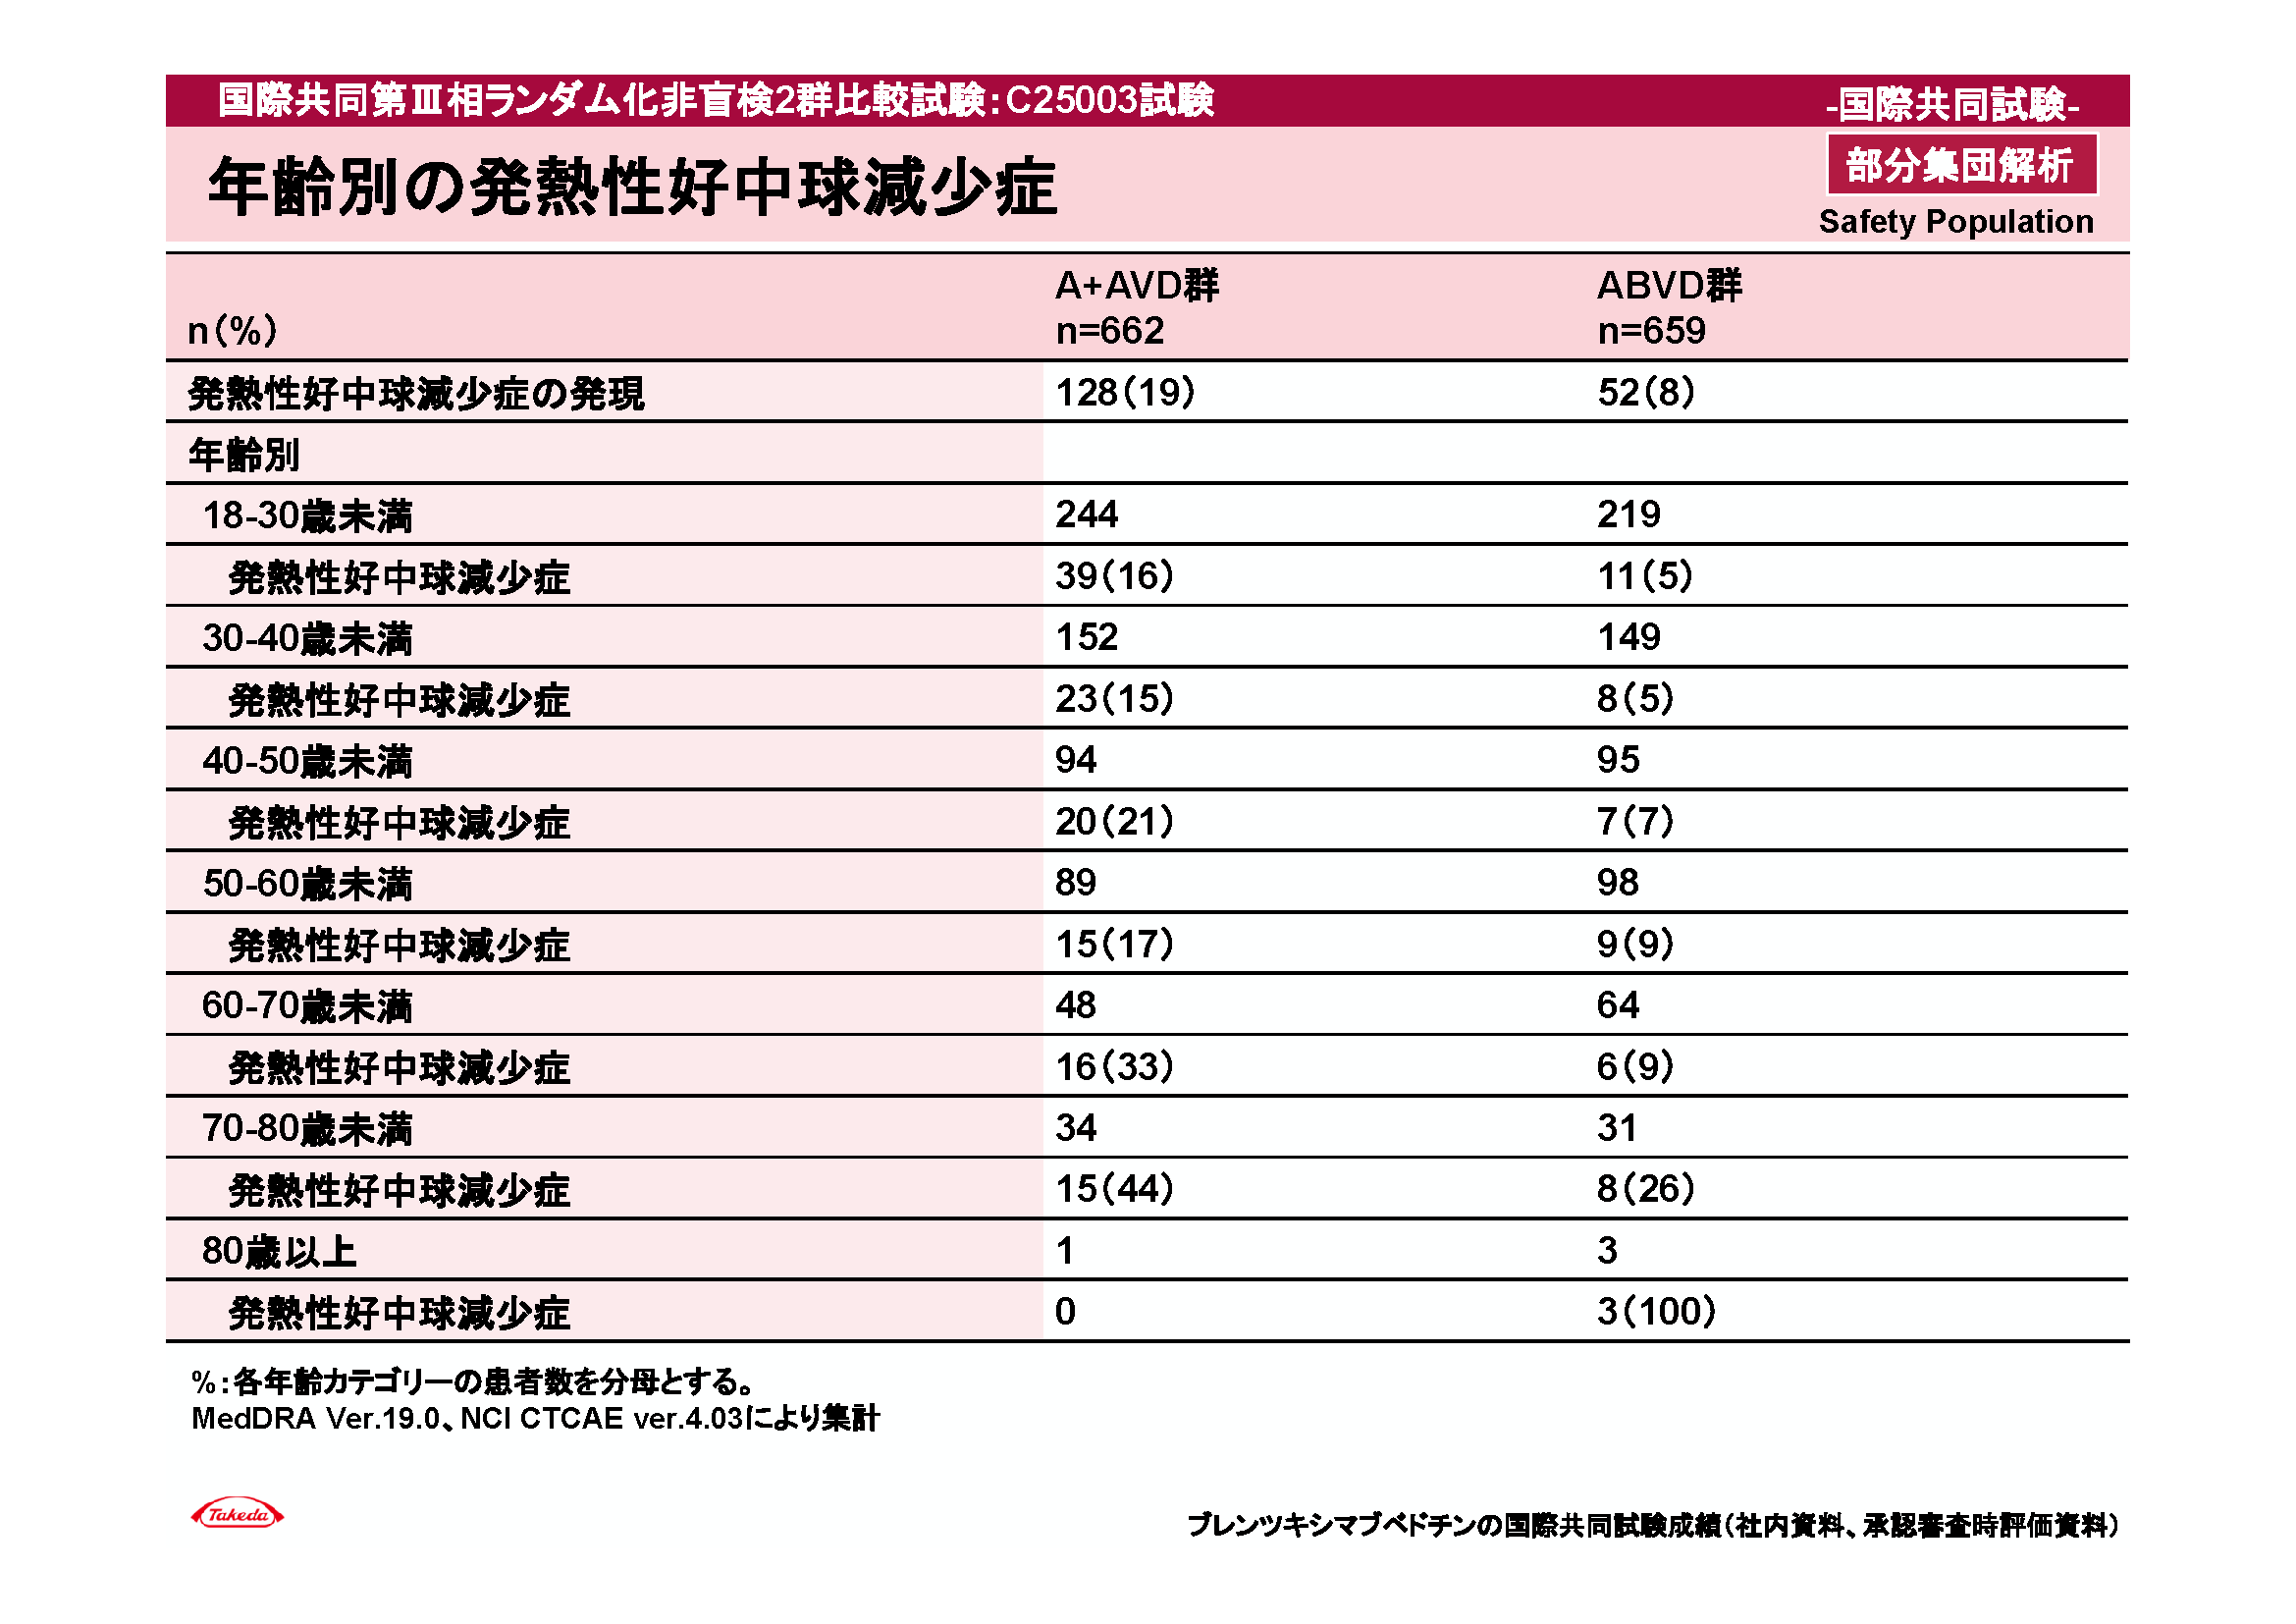 国際共同第Ⅲ相ランダム化非盲検2群比較試験：C25003試験
-国際共同試験-
年齢別の発熱性好中球減少症
部分集団解析
Safety Population
n（%）
A+AVD群
n=662
ABVD群
n=659
発熱性好中球減少症の発現 128（19） 52（8）
年齢別
18-30歳未満 244 219
発熱性好中球減少症 39（16） 11（5）
30-40歳未満 152 149
発熱性好中球減少症 23（15） 8（5）
40-50歳未満 94 95
発熱性好中球減少症 20（21） 7（7）
50-60歳未満 89 98
発熱性好中球減少症 15（17） 9（9）
60-70歳未満 48 64
発熱性好中球減少症 16（33） 6（9）
70-80歳未満 34 31
発熱性好中球減少症 15（44） 8（26）
80歳以上 1 3
発熱性好中球減少症 0 3（100）
%：各年齢カテゴリーの患者数を分母とする。
MedDRA Ver.19.0、NCI CTCAE ver.4.03により集計
Takeda
ブレンツキシマブベドチンの国際共同試験成績（社内資料、承認審査時評価資料）